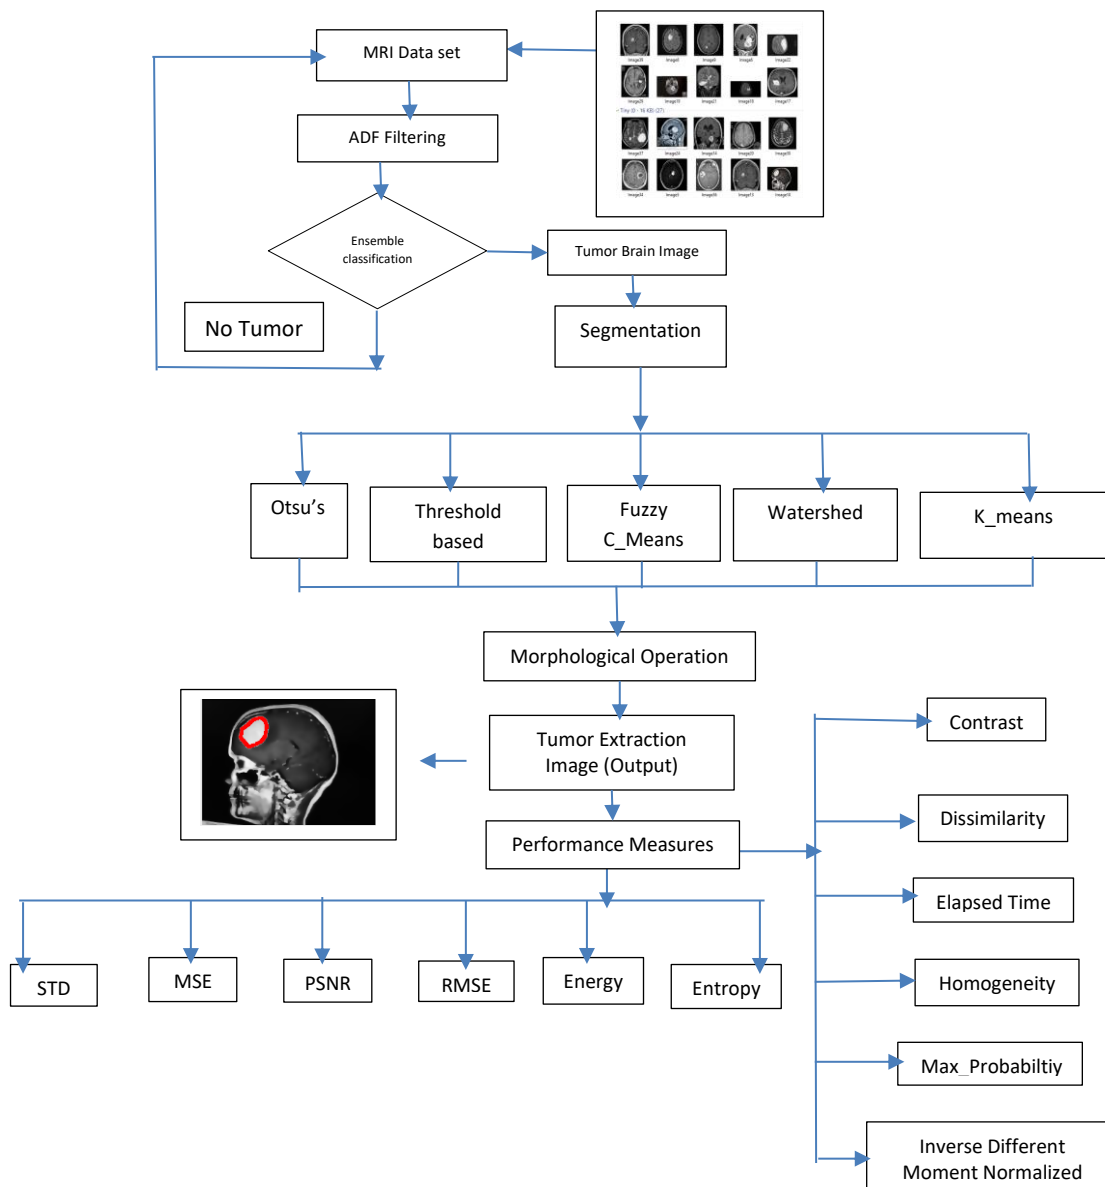 MRI Data set
ADF Filtering
Ensemble
classification
Tumor Brain Image
No Tumor
Segmentation
Otsu's
Threshold
based
Fuzzy
C_Means
Watershed
K_means
Morphological Operation
Tumor Extraction
Image (Output)
Performance Measures
Contrast
Dissimilarity
Elapsed Time
Homogeneity
Max_Probabiltiy
Inverse Different
Moment Normalized
STD
MSE
PSNR
RMSE
Energy
Entropy